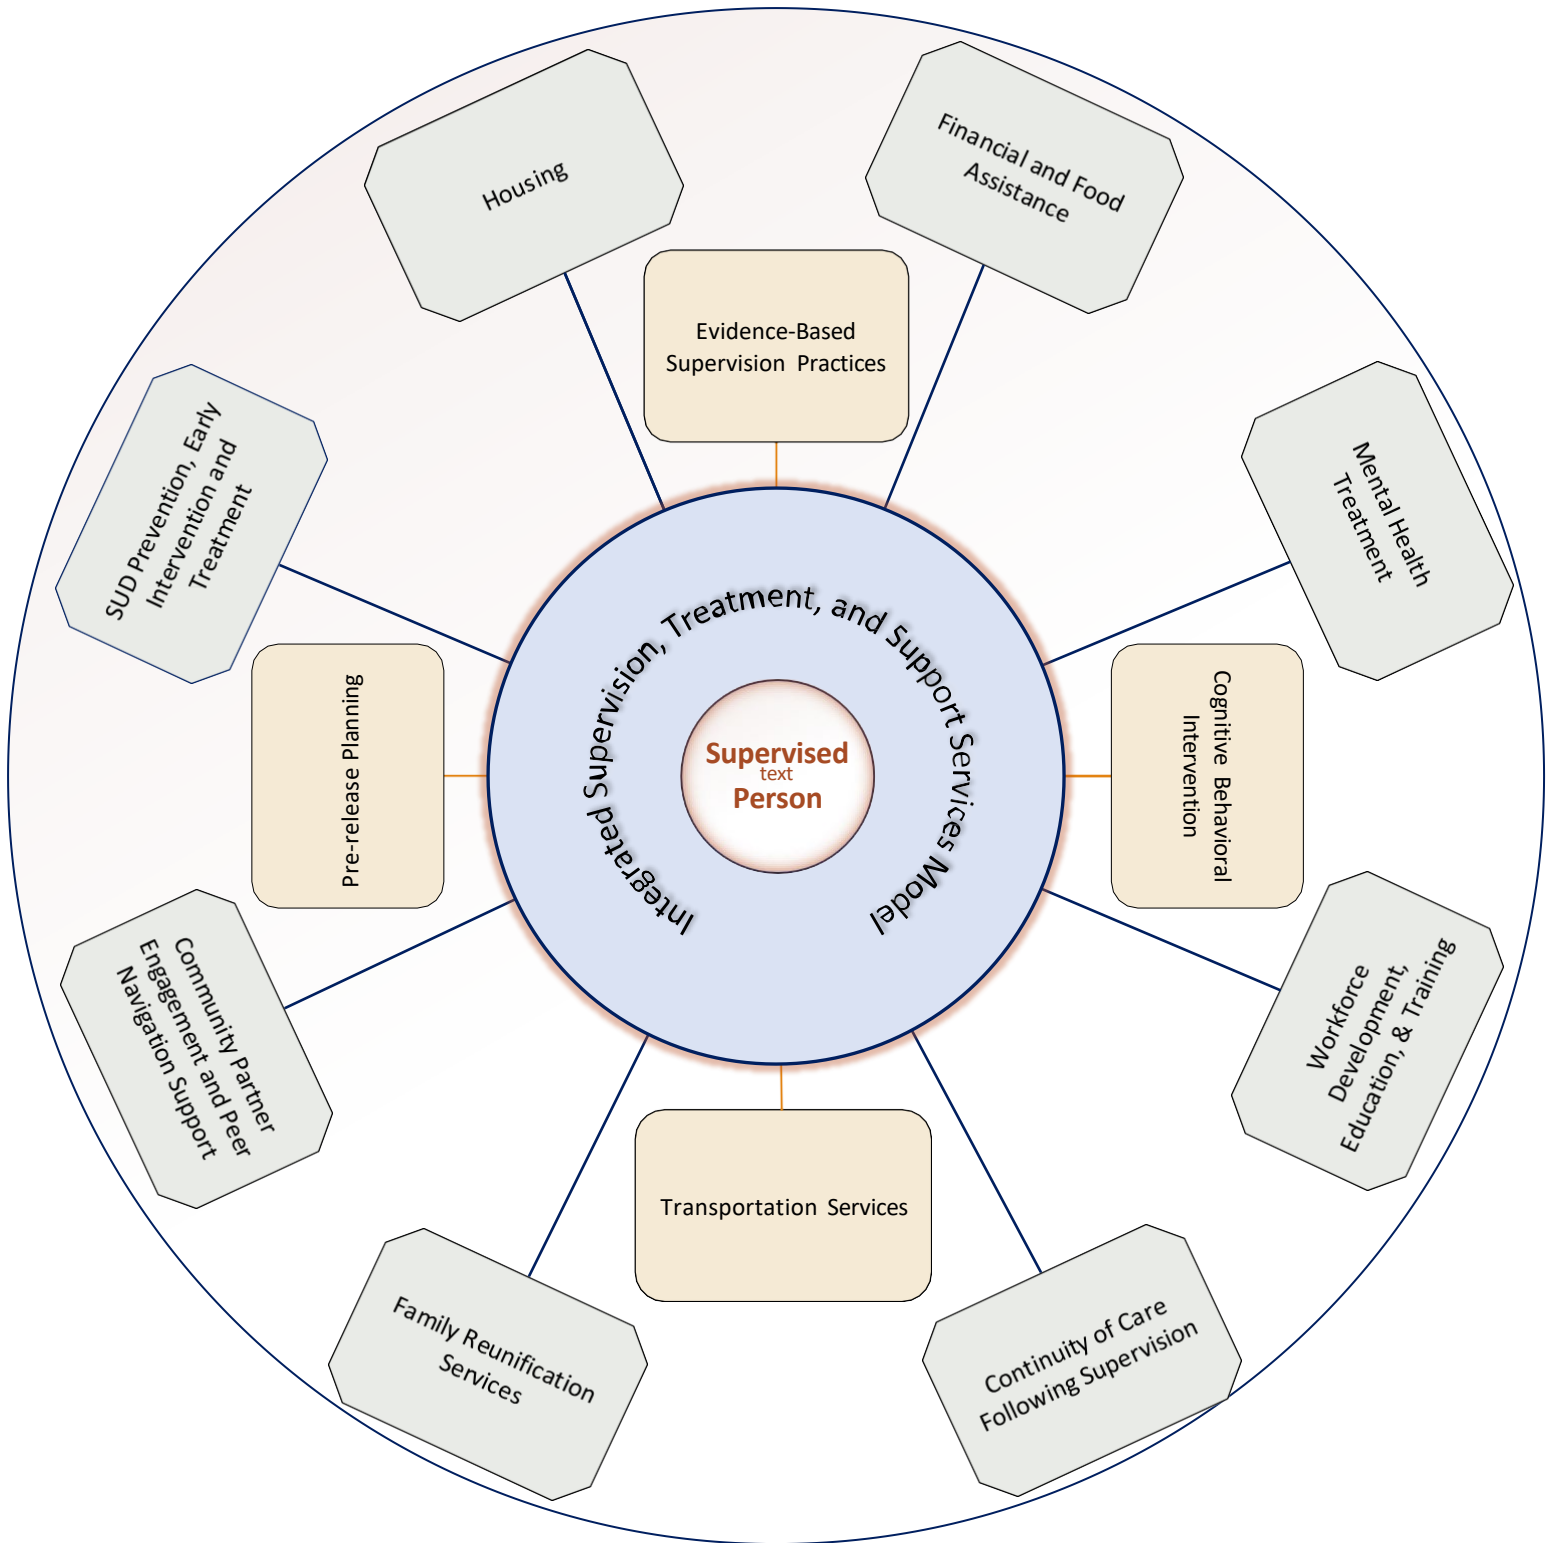 Housing
Financial and Food
Assistance
Evidence-Based
Supervision Practices
SUD Prevention, Early
Intervention and
Treatment
Mental Health
Treatment
Pre-release Planning
Integrated Supervision, Treatment, and Support Services Model
Supervised
text
Person
Cognitive Behavioral
Intervention
Community Partner
Engagement and Peer
Navigation Support
Workforce
Development,
Education, & Training
Transportation Services
Family Reunification
Services
Continuity of Care
Following Supervision